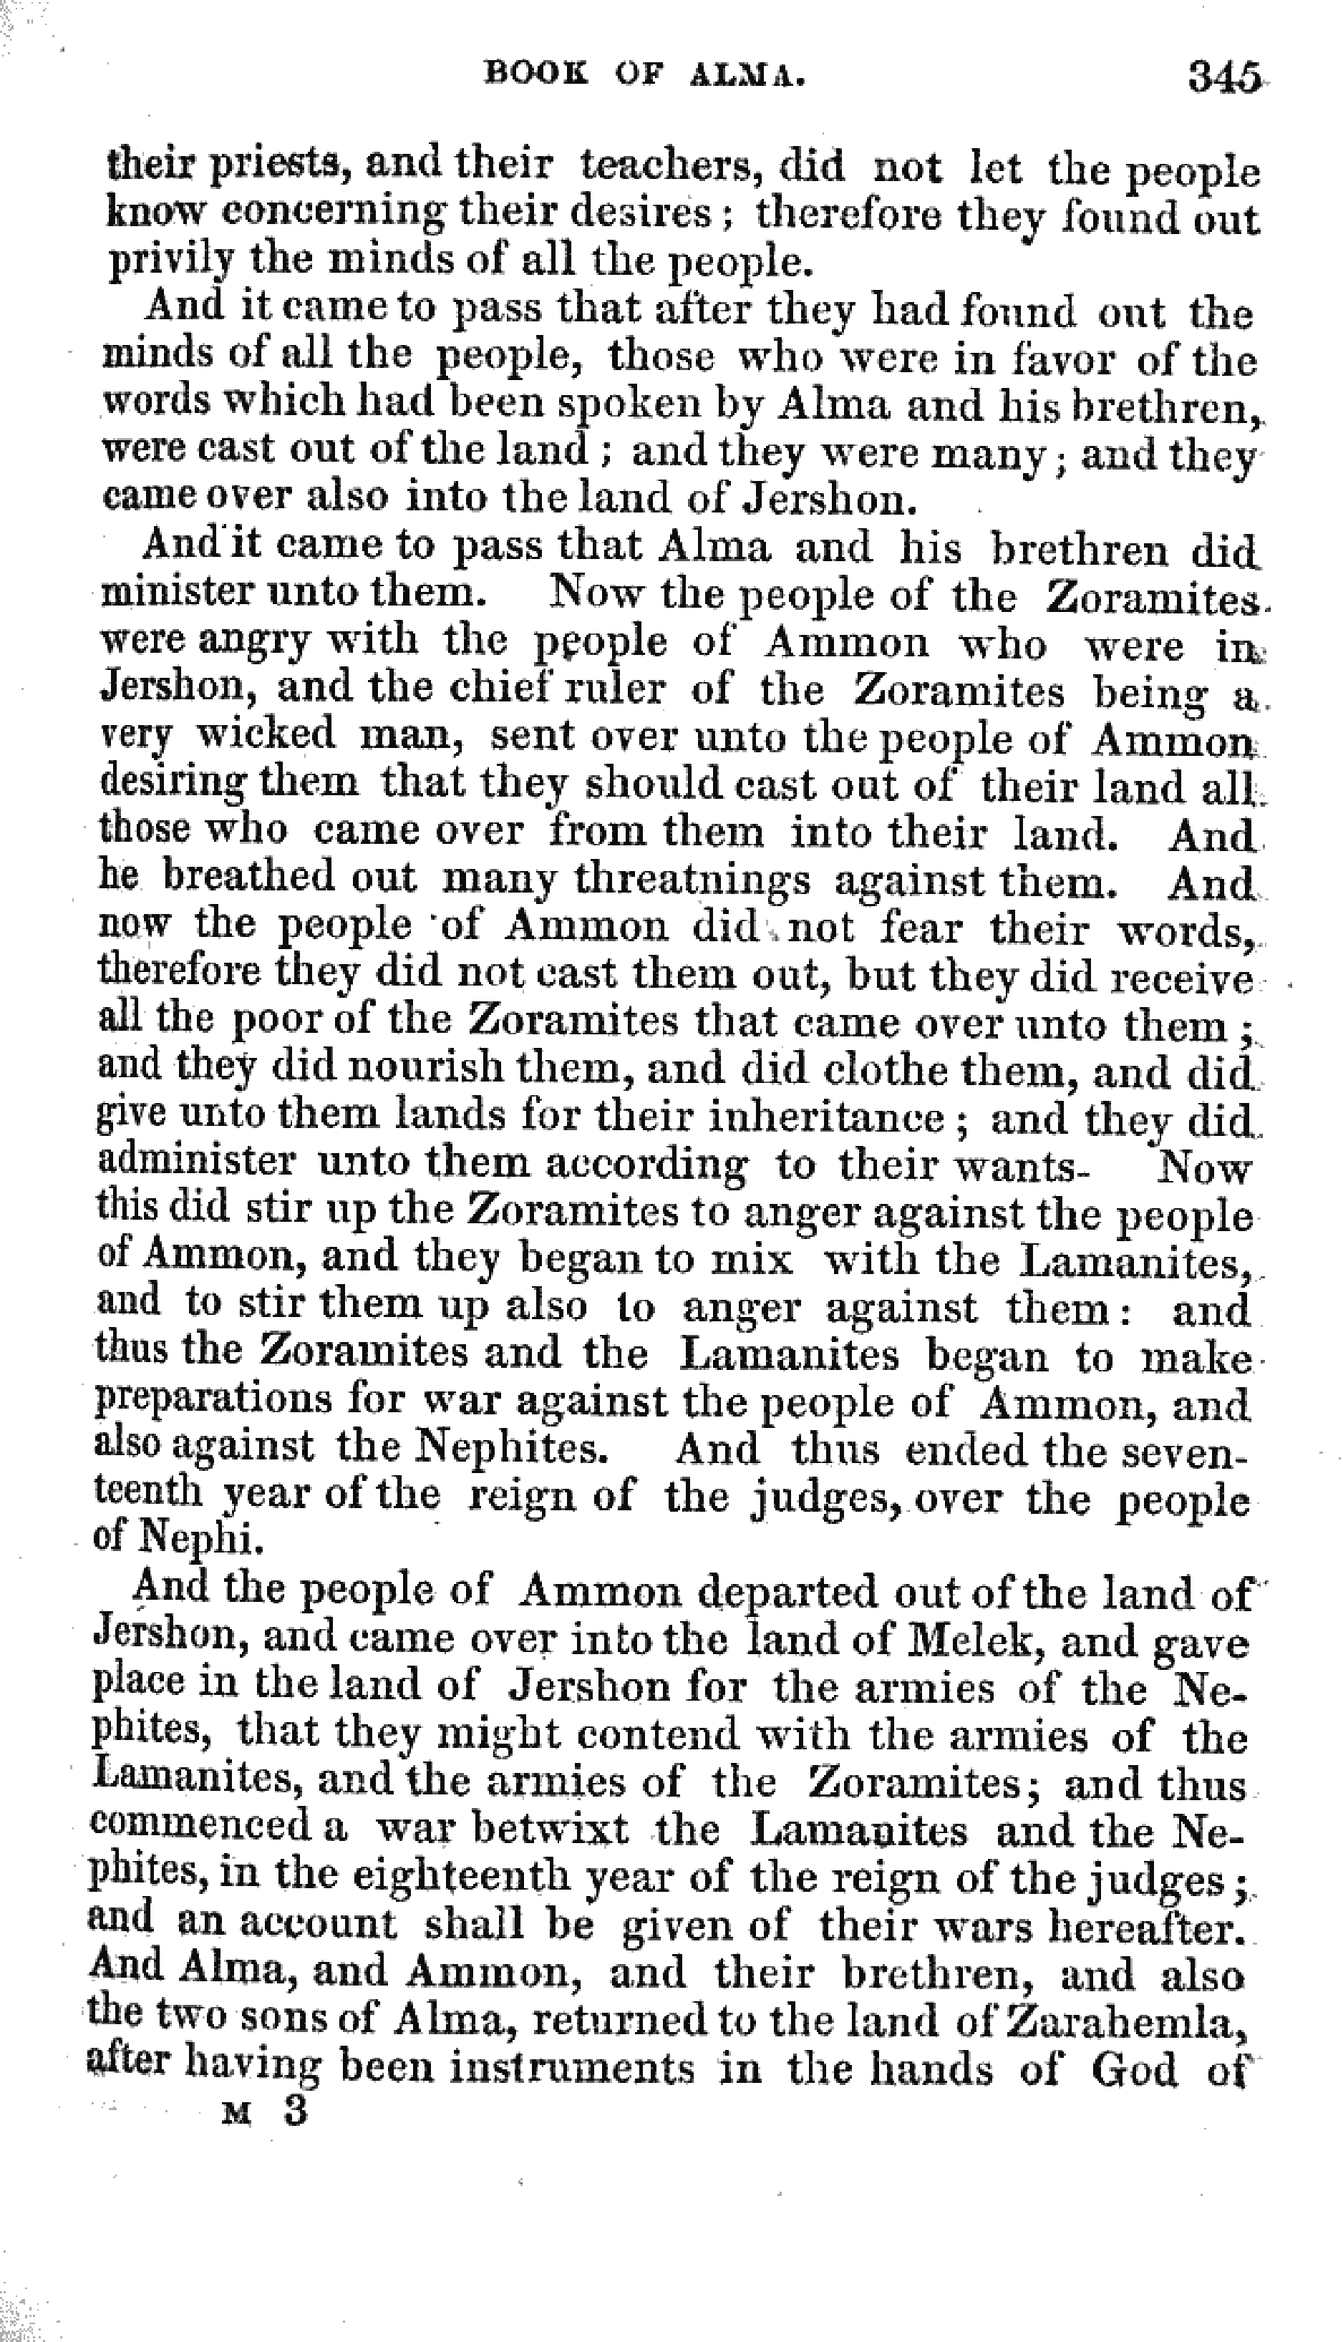 BOOK OF ALMA. 345
their priests, and their teachers, did not let the people
know concerning their desires; therefore they found out
privily the minds of all the people.
And it came to pass that after they had found out the
minds of all the people, those who were in favor of the
words which had been spoken by Alma and his brethren,
were cast out of the land; and they were many; and they
came over also into the land of Jershon.
And it came to pass that Alma and his brethren did
minister unto them. Now the people of the Zoramites
were angry with the people of Ammon who were in
Jershon, and the chief ruler of the Zoramites being a
very wicked man, sent over unto the people of Ammon
desiring them that they should cast out of their land all
those who came over from them into their land. And
he breathed out many threatnings against them. And
now the people of Ammon did not fear their words,
therefore they did not cast them out, but they did receive
all the poor of the Zoramites that came over unto them;
and they did nourish them, and did clothe them, and did
give unto them lands for their inheritance; and they did
administer unto them according to their wants- Now
this did stir up the Zoramites to anger against the people
of Ammon, and they began to mix with the Lamanites,
and to stir them up also to anger against them: and
thus the Zoramites and the Lamanites began to make
preparations for war against the people of Ammon, and
also against the Nephites. And thus ended the seven-
teenth year of the reign of the judges, over the people
of Nephi.
And the people of Ammon departed out of the land of
Jershon, and came over into the land of Melek, and gave
place in the land of Jershon for the armies of the Ne-
phites, that they might contend with the armies of the
Lamanites, and the armies of the Zoramites; and thus
commenced a war betwixt the Lamanites and the Ne-
phites, in the eighteenth year of the reign of the judges;
and an account shall be given of their wars hereafter.
And Alma, and Ammon, and their brethren, and also
the two sons of Alma, returned to the land of Zarahemla,
after having been instruments in the hands of God of
M 3